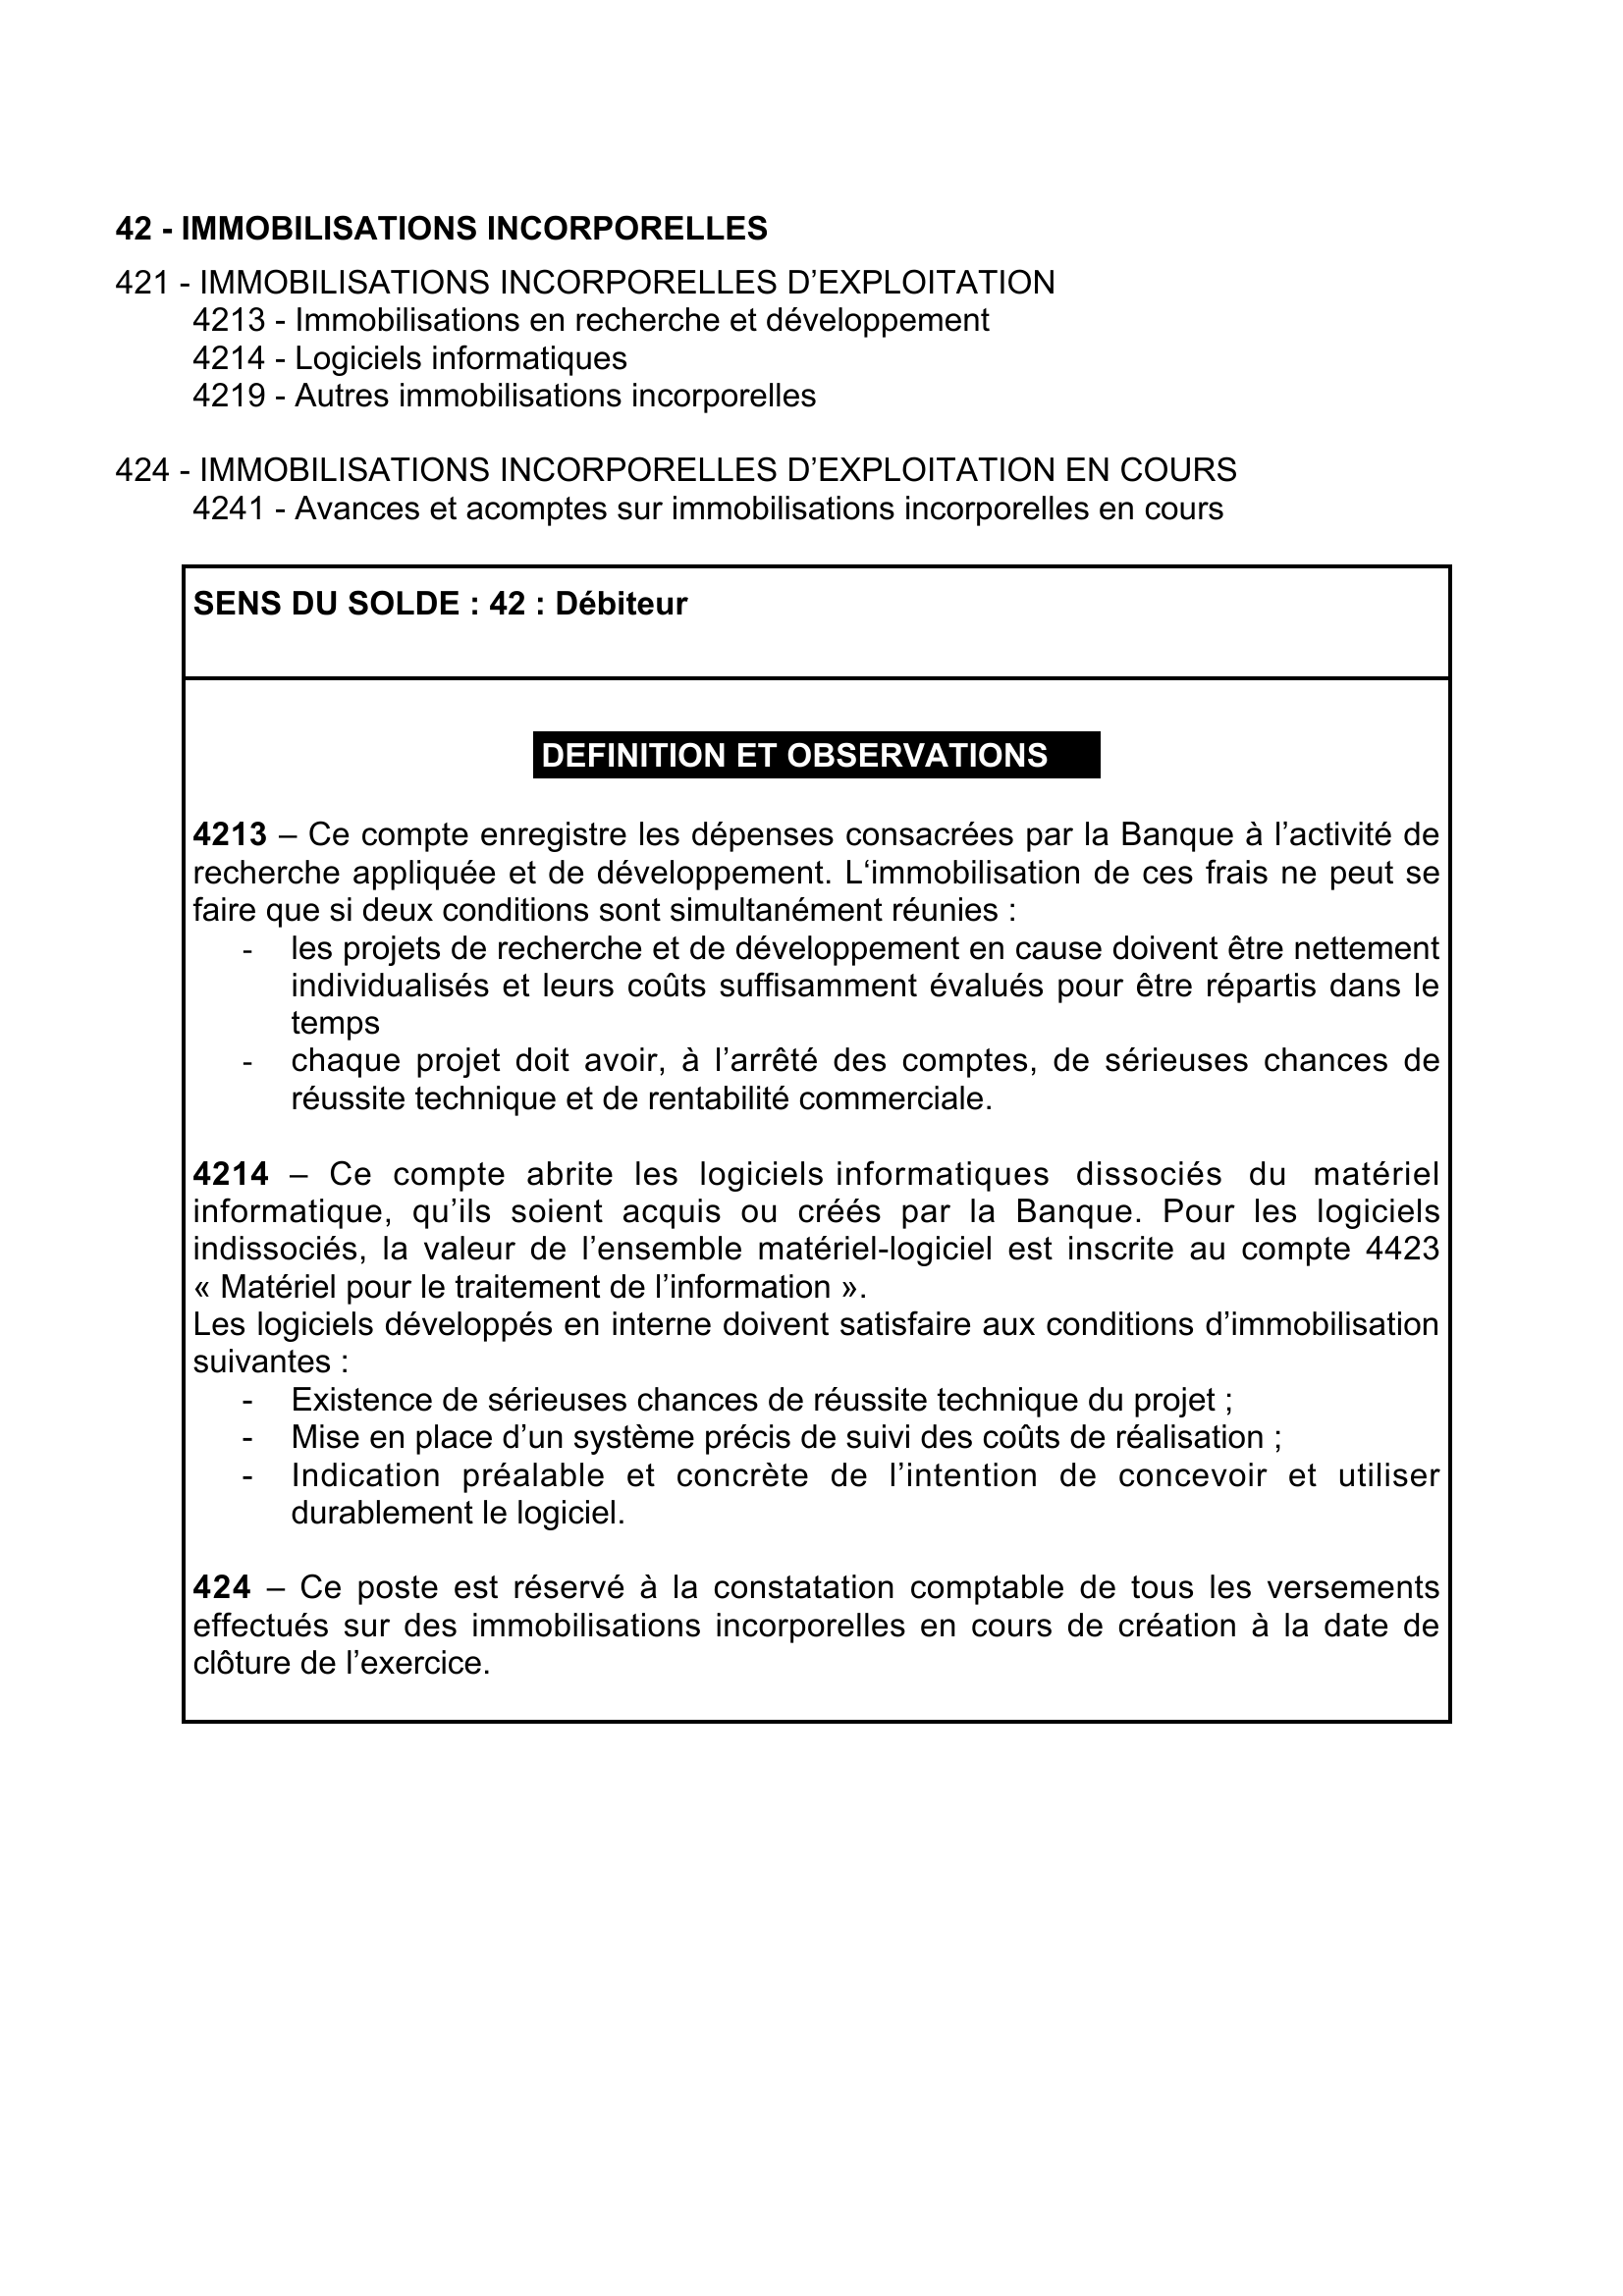 42 - IMMOBILISATIONS INCORPORELLES
421 - IMMOBILISATIONS INCORPORELLES D’EXPLOITATION
4213 - Immobilisations en recherche et développement
4214 - Logiciels informatiques
4219 - Autres immobilisations incorporelles
424 - IMMOBILISATIONS INCORPORELLES D’EXPLOITATION EN COURS
4241 - Avances et acomptes sur immobilisations incorporelles en cours
SENS DU SOLDE : 42 : Débiteur
DEFINITION ET OBSERVATIONS
4213 – Ce compte enregistre les dépenses consacrées par la Banque à l’activité de
recherche appliquée et de développement. L‘immobilisation de ces frais ne peut se
faire que si deux conditions sont simultanément réunies :
- les projets de recherche et de développement en cause doivent être nettement
individualisés et leurs coûts suffisamment évalués pour être répartis dans le
temps
- chaque projet doit avoir, à l’arrêté des comptes, de sérieuses chances de
réussite technique et de rentabilité commerciale.
4214 – Ce compte abrite les logiciels informatiques dissociés du matériel
informatique, qu’ils soient acquis ou créés par la Banque. Pour les logiciels
indissociés, la valeur de l’ensemble matériel-logiciel est inscrite au compte 4423
« Matériel pour le traitement de l’information ».
Les logiciels développés en interne doivent satisfaire aux conditions d’immobilisation
suivantes :
- Existence de sérieuses chances de réussite technique du projet ;
- Mise en place d’un système précis de suivi des coûts de réalisation ;
- Indication préalable et concrète de l’intention de concevoir et utiliser
durablement le logiciel.
424 – Ce poste est réservé à la constatation comptable de tous les versements
effectués sur des immobilisations incorporelles en cours de création à la date de
clôture de l’exercice.